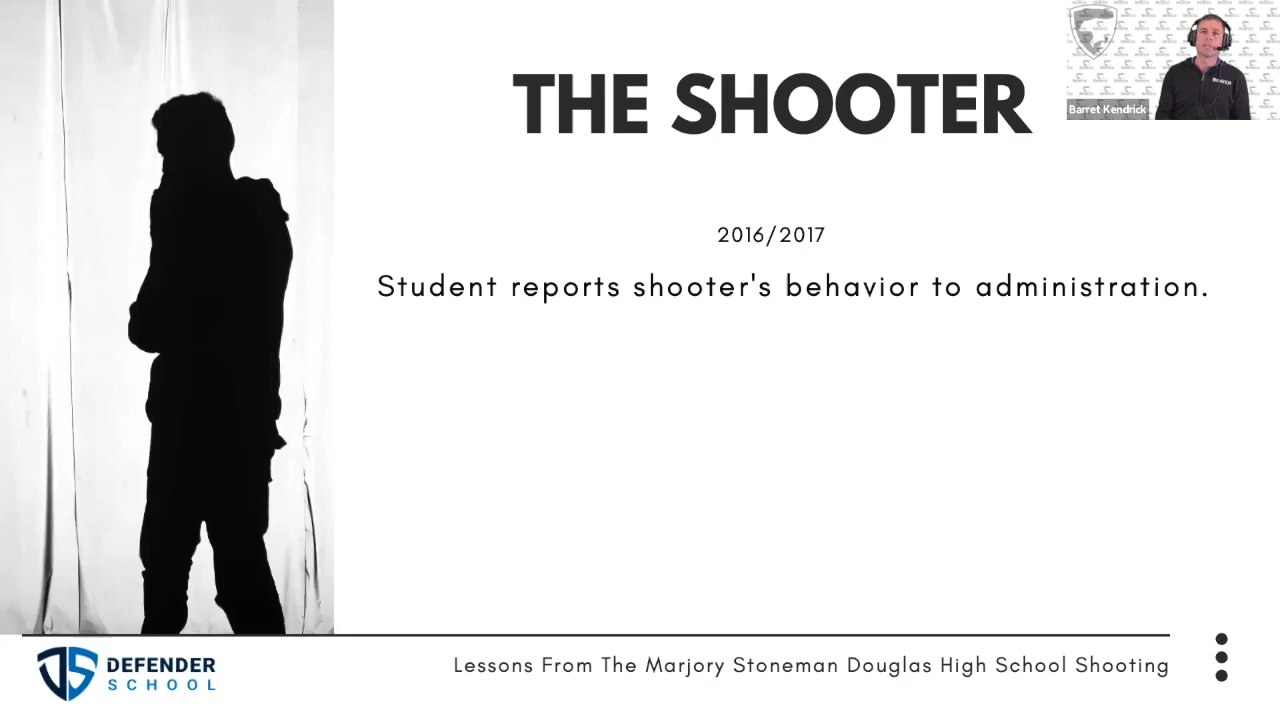 THE SHOOTER
Barret Kendrick
2016/2017
Student reports shooter's behavior to administration.
DEFENDER
SCHOOL
Lessons From The Marjory Stoneman Douglas High School Shooting